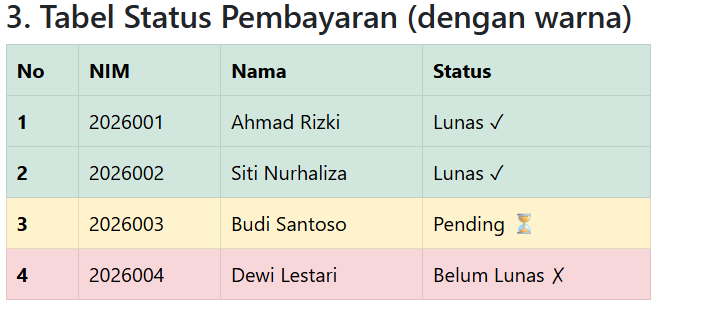 3. Tabel Status Pembayaran (dengan warna)
No NIM Nama Status
1 2026001 Ahmad Rizki Lunas ✓
2 2026002 Siti Nurhaliza Lunas ✓
3 2026003 Budi Santoso Pending ⏳
4 2026004 Dewi Lestari Belum Lunas ✗